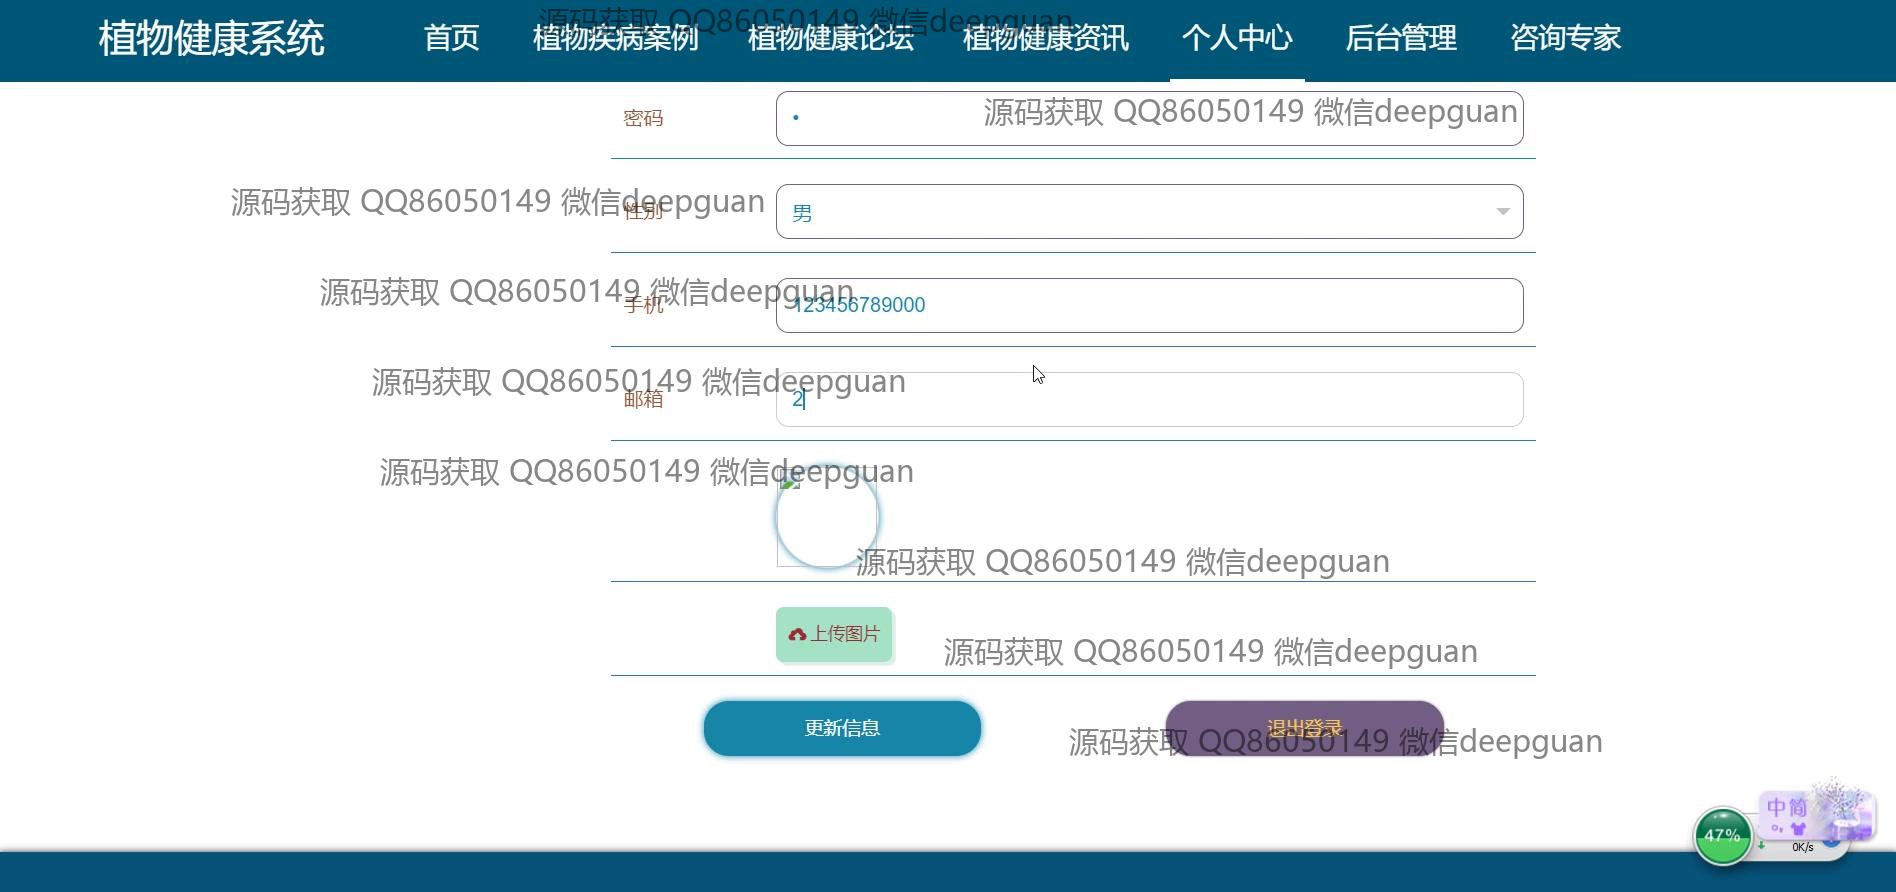 植物健康系统 首页 植物疾病案例 植物健康论坛 植物健康资讯 个人中心 后台管理 咨询专家
源码获取 QQ86050149 微信deepguan
密码 •
源码获取 QQ86050149 微信deepguan
源码获取 QQ86050149 微信deepguan
性别 男
源码获取 QQ86050149 微信deepguan
手机 123456789000
源码获取 QQ86050149 微信deepguan
邮箱 2
源码获取 QQ86050149 微信deepguan
源码获取 QQ86050149 微信deepguan
上传图片
源码获取 QQ86050149 微信deepguan
更新信息 退出登录
源码获取 QQ86050149 微信deepguan
中简
47%
0K/s